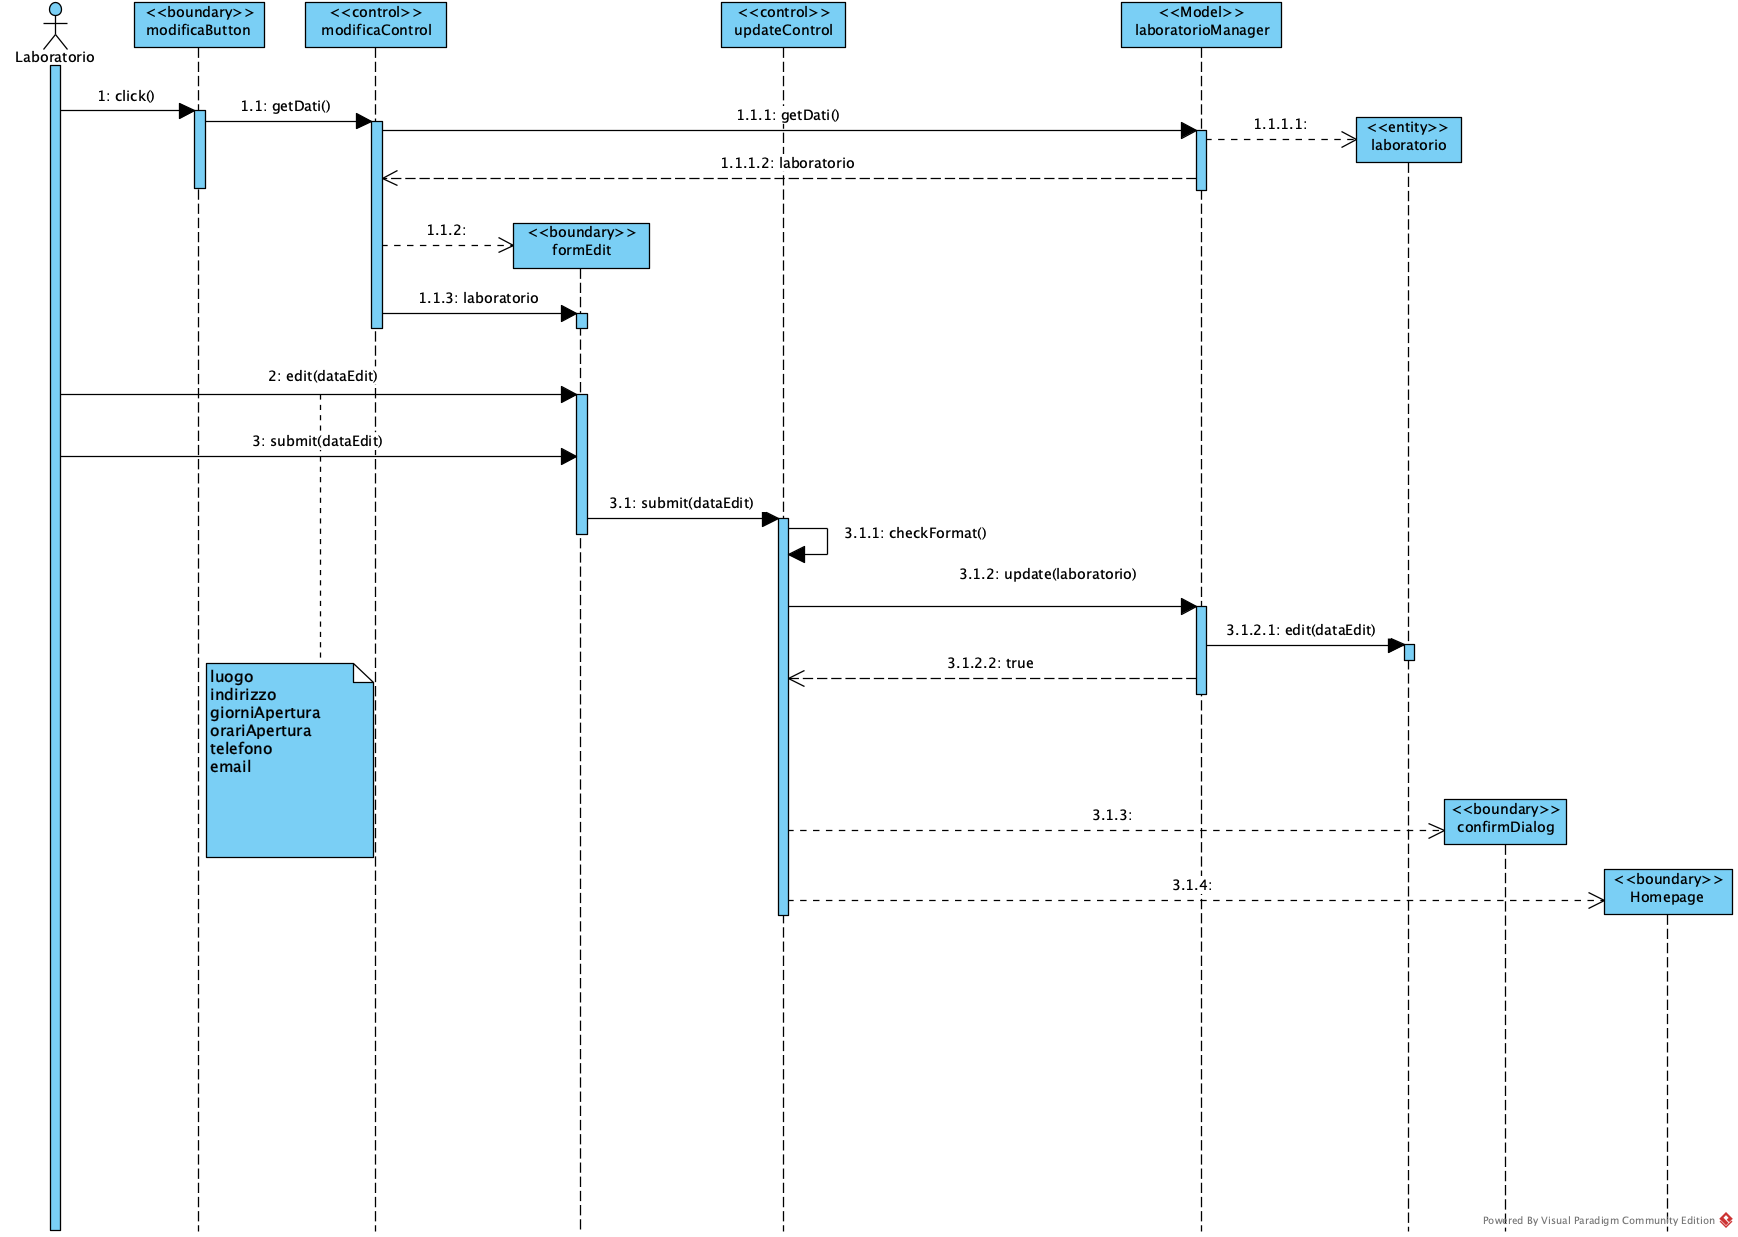 <<boundary>>
modificaButton
<<control>>
modificaControl
<<control>>
updateControl
<<Model>>
laboratorioManager
Laboratorio
1: click()
1.1: getDati()
1.1.1: getDati()
1.1.1.1:
<<entity>>
laboratorio
1.1.1.2: laboratorio
1.1.2:
<<boundary>>
formEdit
1.1.3: laboratorio
2: edit(dataEdit)
3: submit(dataEdit)
3.1: submit(dataEdit)
3.1.1: checkFormat()
3.1.2: update(laboratorio)
3.1.2.1: edit(dataEdit)
3.1.2.2: true
luogo
indirizzo
giorniApertura
orariApertura
telefono
email
3.1.3:
<<boundary>>
confirmDialog
3.1.4:
<<boundary>>
Homepage
Powered By Visual Paradigm Community Edition